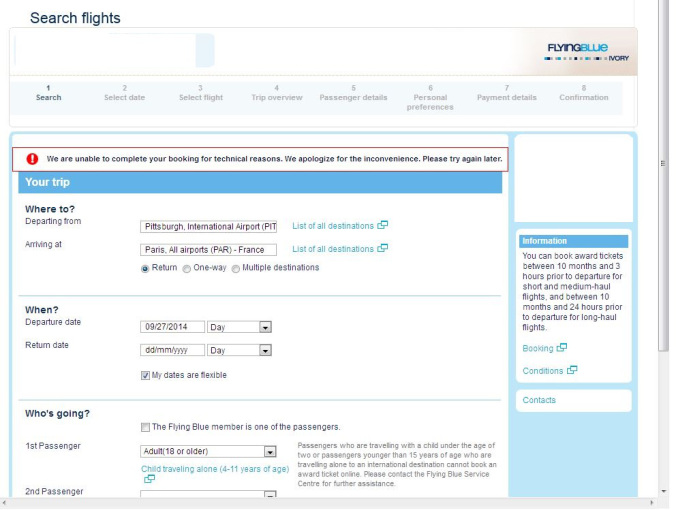 Search flights
FLYINGBLUE
IVORY
1 2 3 4 5 6 7 8
Search Select date Select flight Trip overview Passenger details Personal preferences Payment details Confirmation
We are unable to complete your booking for technical reasons. We apologize for the inconvenience. Please try again later.
Your trip
Where to?
Departing from Pittsburgh, International Airport (PIT List of all destinations
Arriving at Paris, All airports (PAR) - France List of all destinations
Return One-way Multiple destinations
When?
Departure date 09/27/2014 Day
Return date dd/mm/yyyy Day
My dates are flexible
Who's going?
The Flying Blue member is one of the passengers.
1st Passenger Adult(18 or older)
Child traveling alone (4-11 years of age)
Passengers who are travelling with a child under the age of
two or passengers younger than 15 years of age who are
travelling alone to an international destination cannot book an
award ticket online. Please contact the Flying Blue Service
Centre for further assistance.
2nd Passenger
Information
You can book award tickets
between 10 months and 3
hours prior to departure for
short and medium-haul
flights, and between 10
months and 24 hours prior
to departure for long-haul
flights.
Booking
Conditions
Contacts